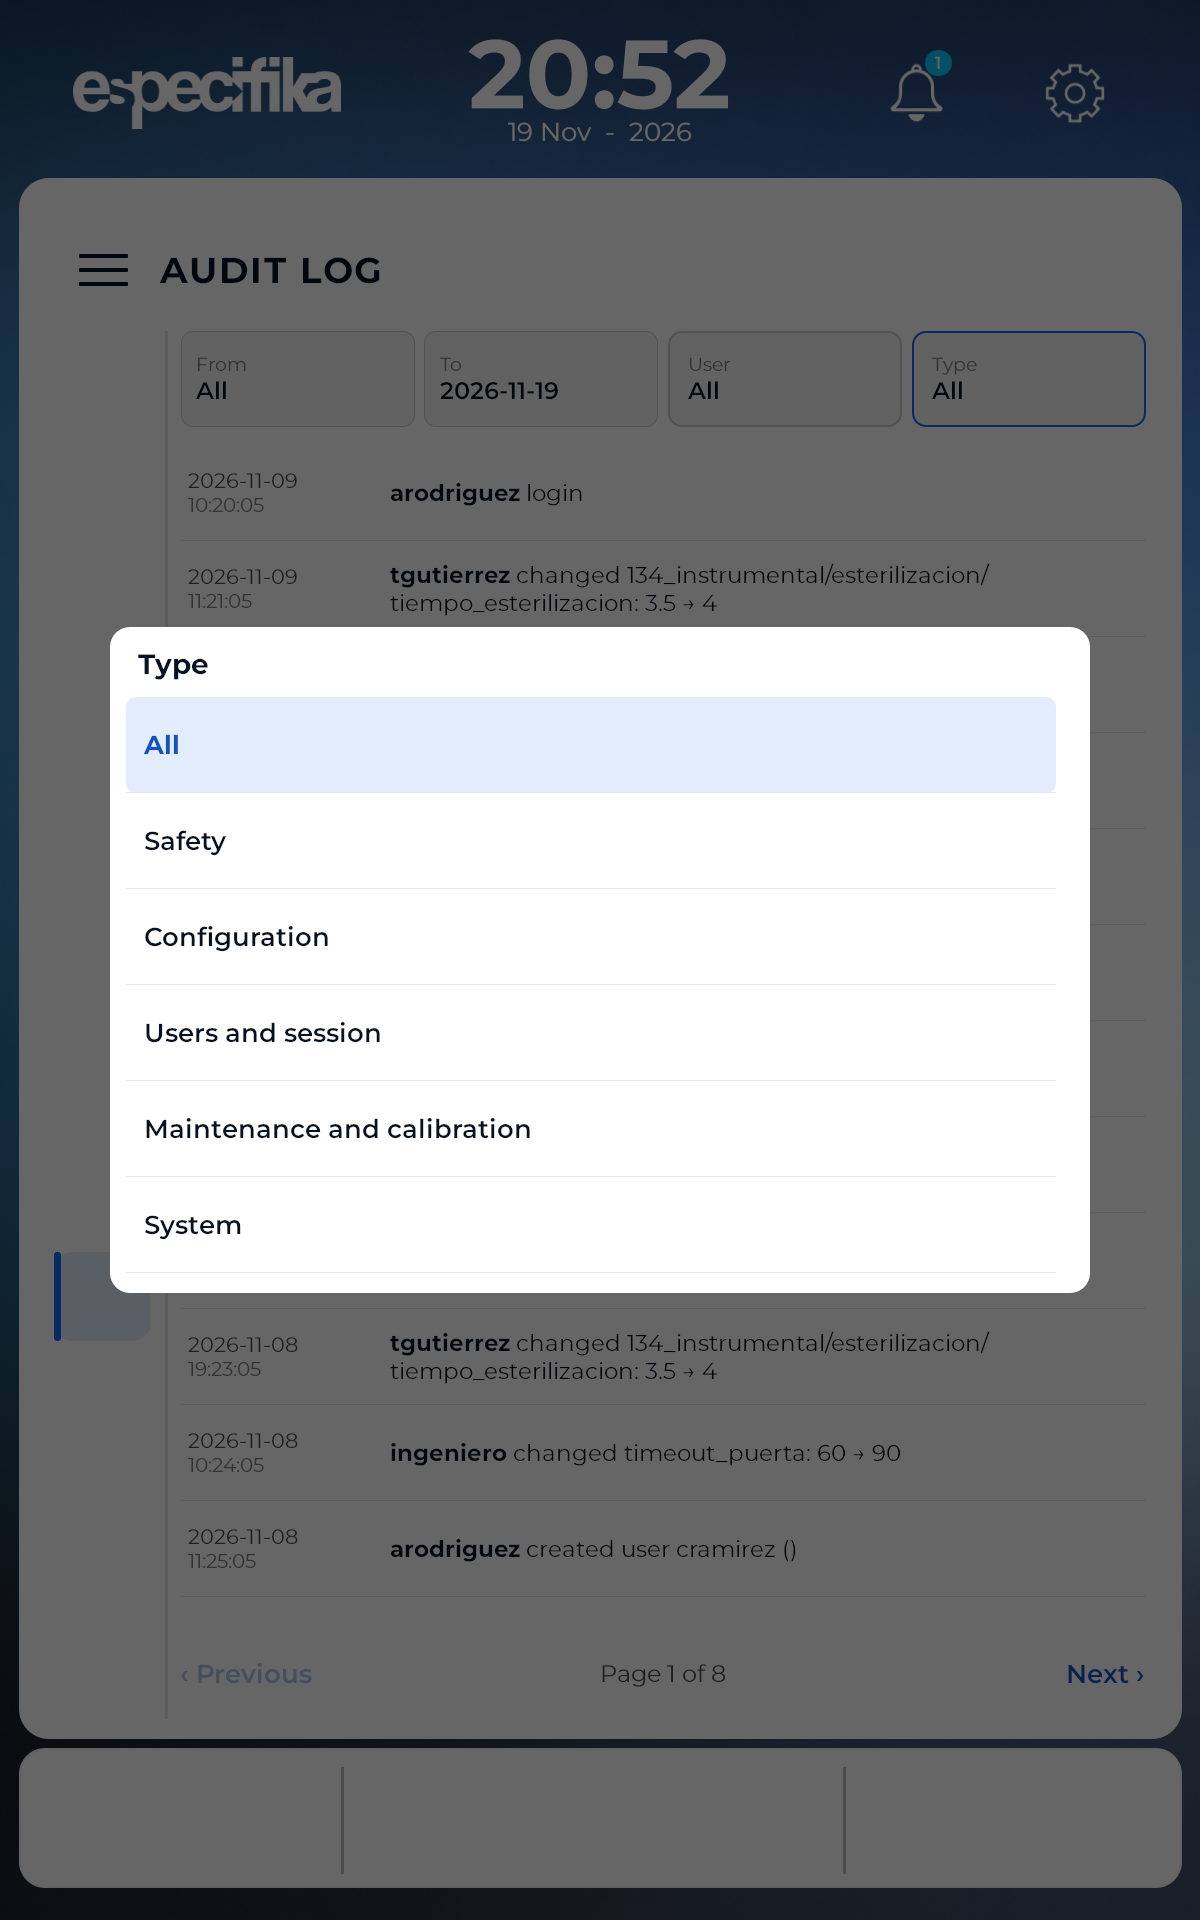 especifika
20:52
19 Nov - 2026
1
AUDIT LOG
From
All
To
2026-11-19
User
All
Type
All
2026-11-09
10:20:05
arodriguez login
2026-11-09
11:21:05
tgutierrez changed 134_instrumental/esterilizacion/
tiempo_esterilizacion: 3.5 → 4
Type
All
Safety
Configuration
Users and session
Maintenance and calibration
System
2026-11-08
19:23:05
tgutierrez changed 134_instrumental/esterilizacion/
tiempo_esterilizacion: 3.5 → 4
2026-11-08
10:24:05
ingeniero changed timeout_puerta: 60 → 90
2026-11-08
11:25:05
arodriguez created user cramirez ()
‹ Previous
Page 1 of 8
Next ›